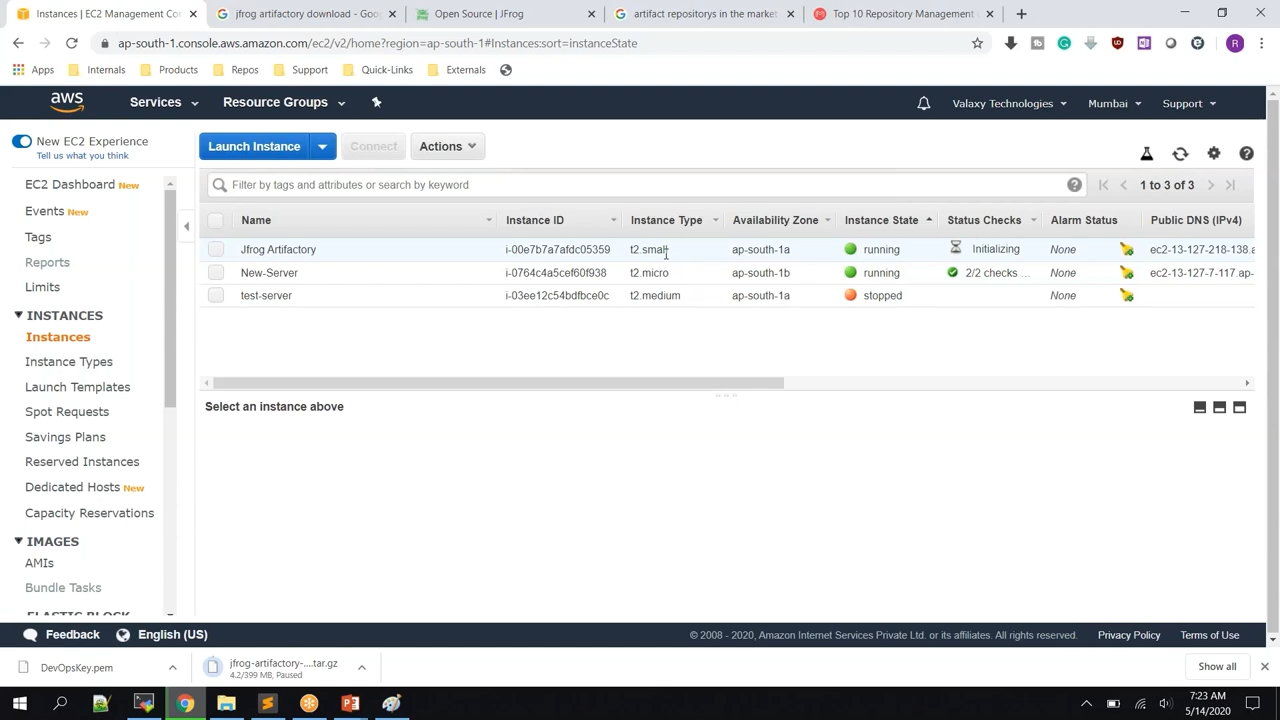 Instances | EC2 Management Con
jfrog artifactory download - Goo
Open Source | JFrog
artifact repositorys in the market
Top 10 Repository Management
ap-south-1.console.aws.amazon.com/ec2/v2/home?region=ap-south-1#Instances:sort=instanceState
Apps Internals Products Repos Support Quick-Links Externals
aws Services Resource Groups Valaxy Technologies Mumbai Support
New EC2 Experience
Tell us what you think
Launch Instance Connect Actions
EC2 Dashboard New
Events New
Tags
Reports
Limits
INSTANCES
Instances
Instance Types
Launch Templates
Spot Requests
Savings Plans
Reserved Instances
Dedicated Hosts New
Capacity Reservations
IMAGES
AMIs
Bundle Tasks
ELASTIC BLOCK
Filter by tags and attributes or search by keyword
1 to 3 of 3
Name Instance ID Instance Type Availability Zone Instance State Status Checks Alarm Status Public DNS (IPv4)
Jfrog Artifactory i-00e7b7a7afdc05359 t2.small ap-south-1a running Initializing None ec2-13-127-218-138.a
New-Server i-0764c4a5cef60f938 t2.micro ap-south-1b running 2/2 checks ... None ec2-13-127-7-117.ap-
test-server i-03ee12c54bdfbce0c t2.medium ap-south-1a stopped None
Select an instance above
Feedback English (US)
© 2008 - 2020, Amazon Internet Services Private Ltd. or its affiliates. All rights reserved. Privacy Policy Terms of Use
DevOpsKey.pem
jfrog-artifactory-....tar.gz
4.2/399 MB, Paused
Show all
7:23 AM
5/14/2020